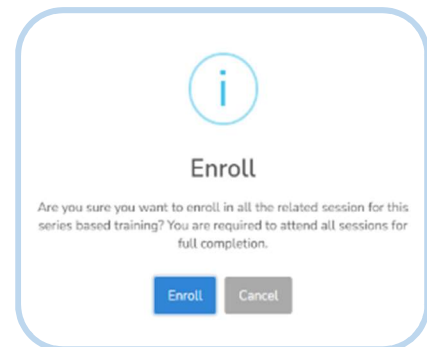 i
Enroll
Are you sure you want to enroll in all the related session for this
series based training? You are required to attend all sessions for
full completion.
Enroll Cancel